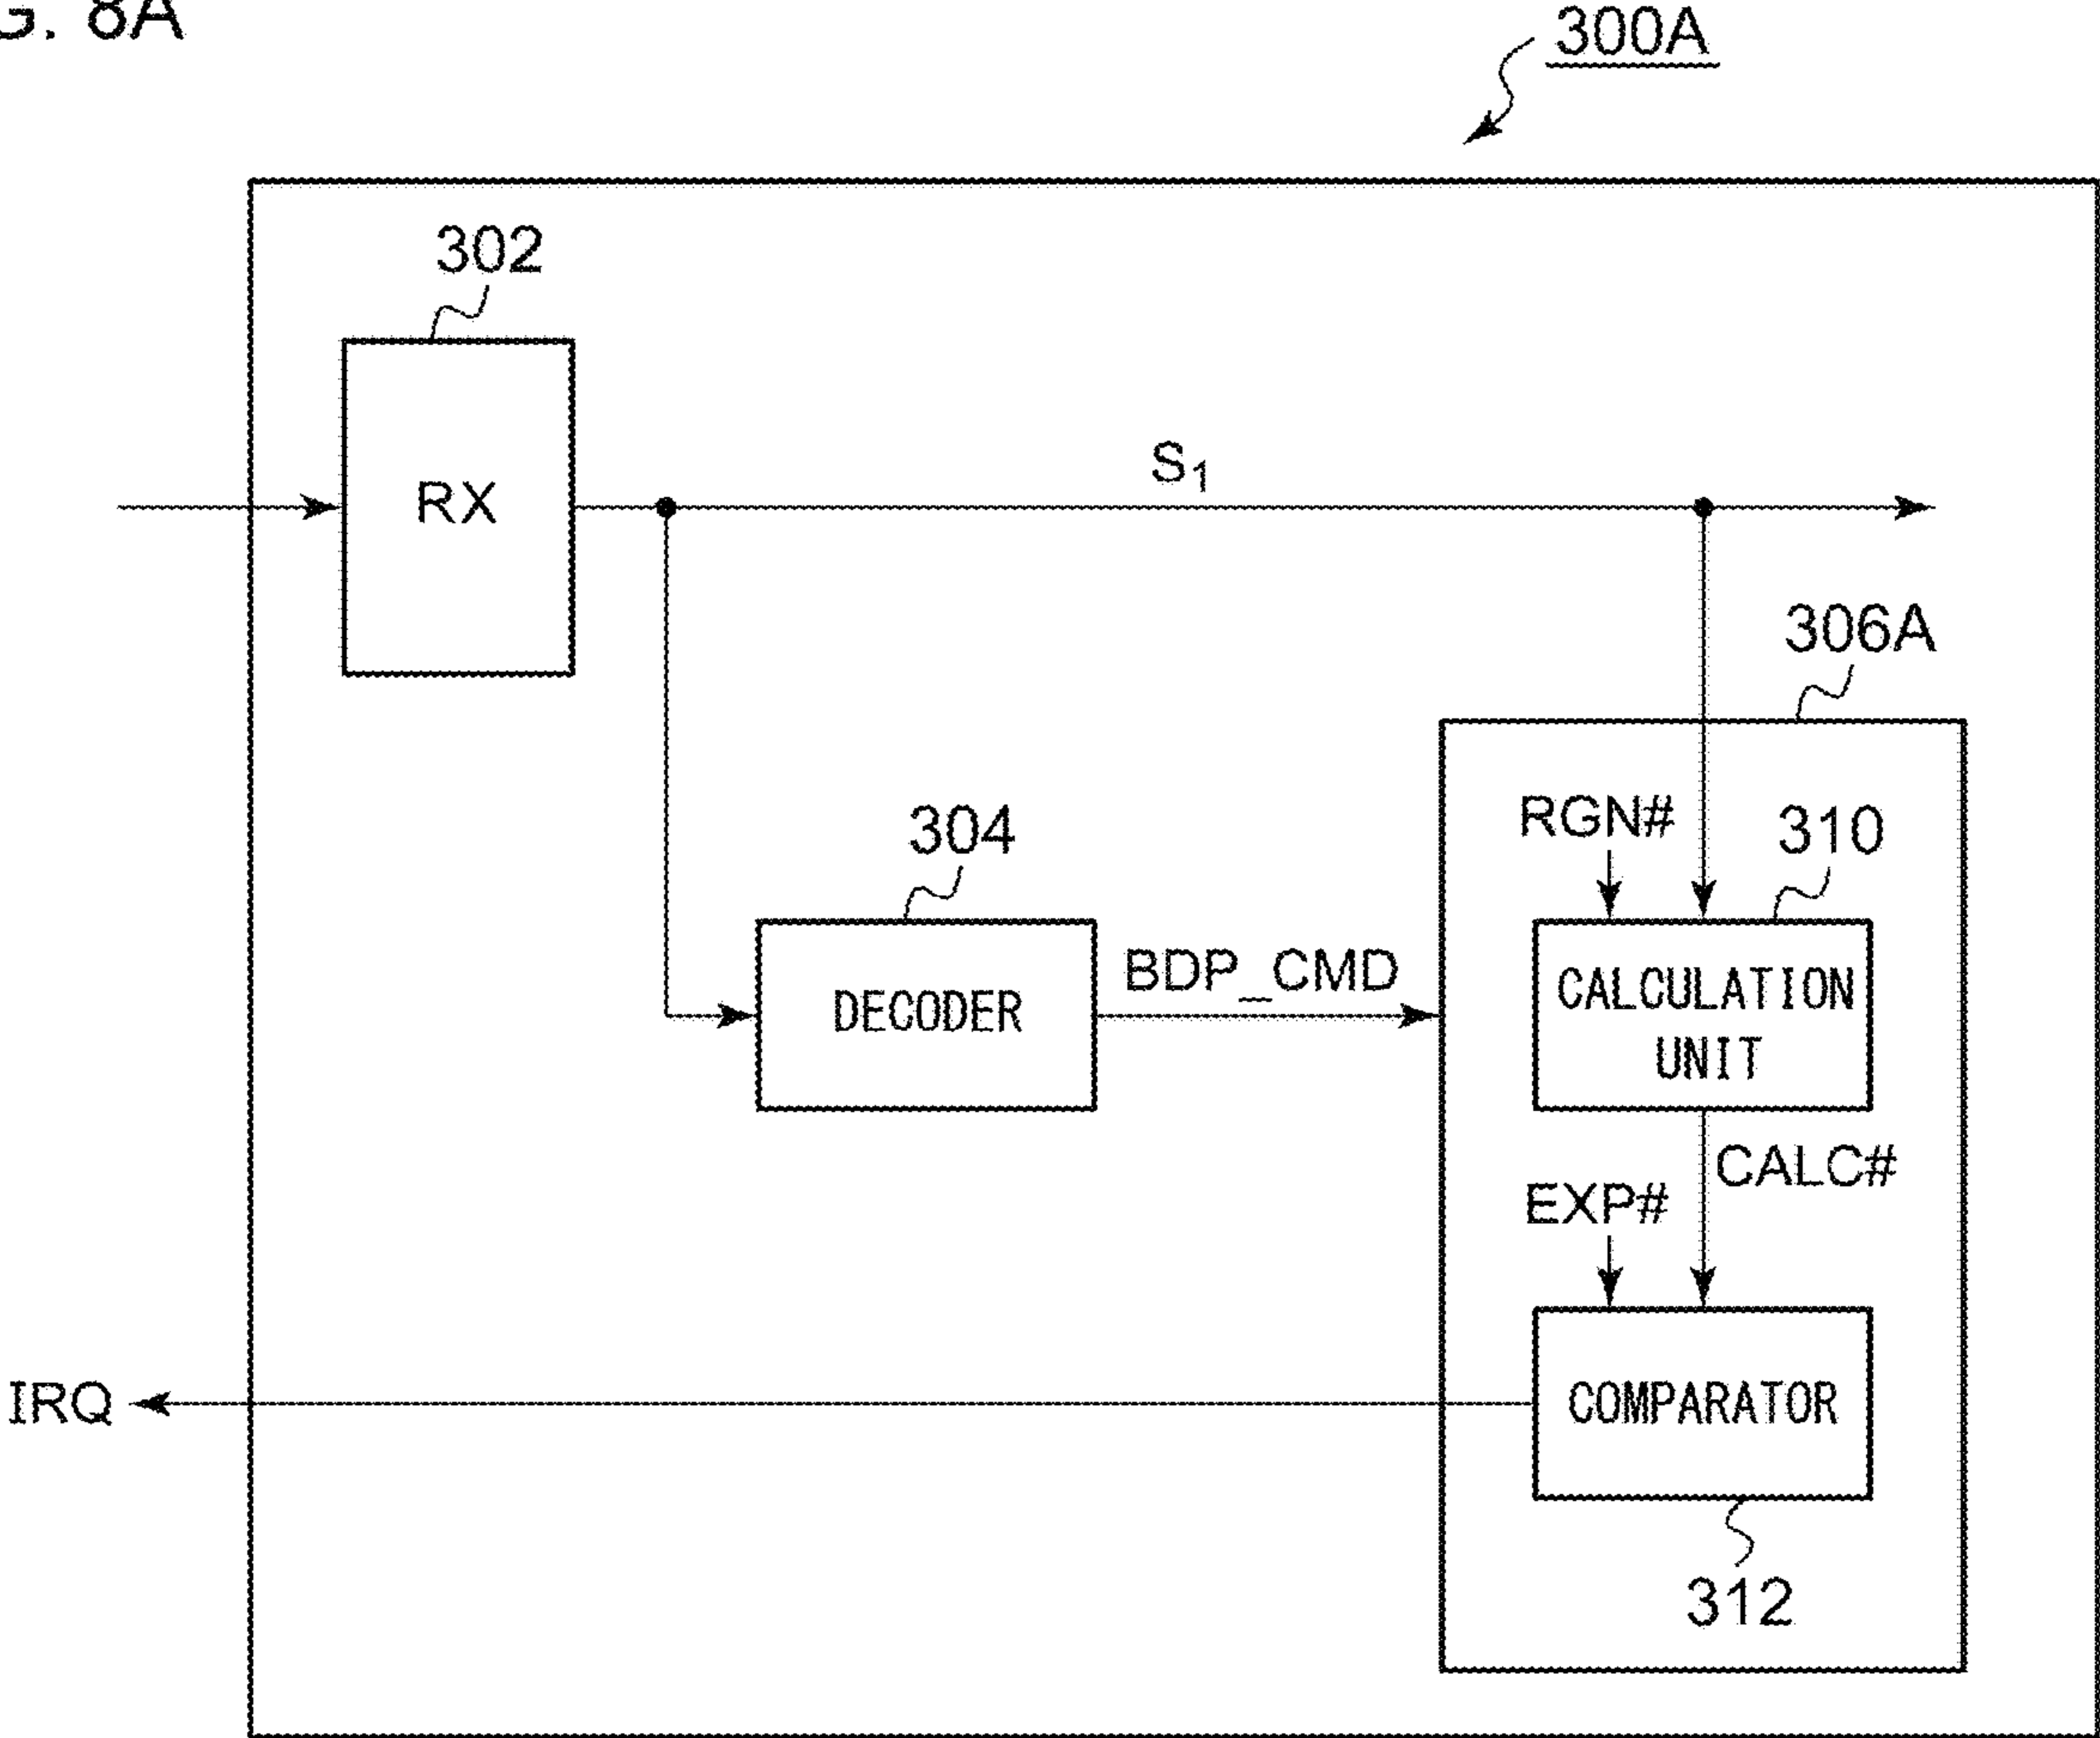 G. 8A
300A
302
RX
S₁
306A
RGN#
310
304
BDP_CMD
DECODER
CALCULATION
UNIT
CALC#
EXP#
IRQ
COMPARATOR
312